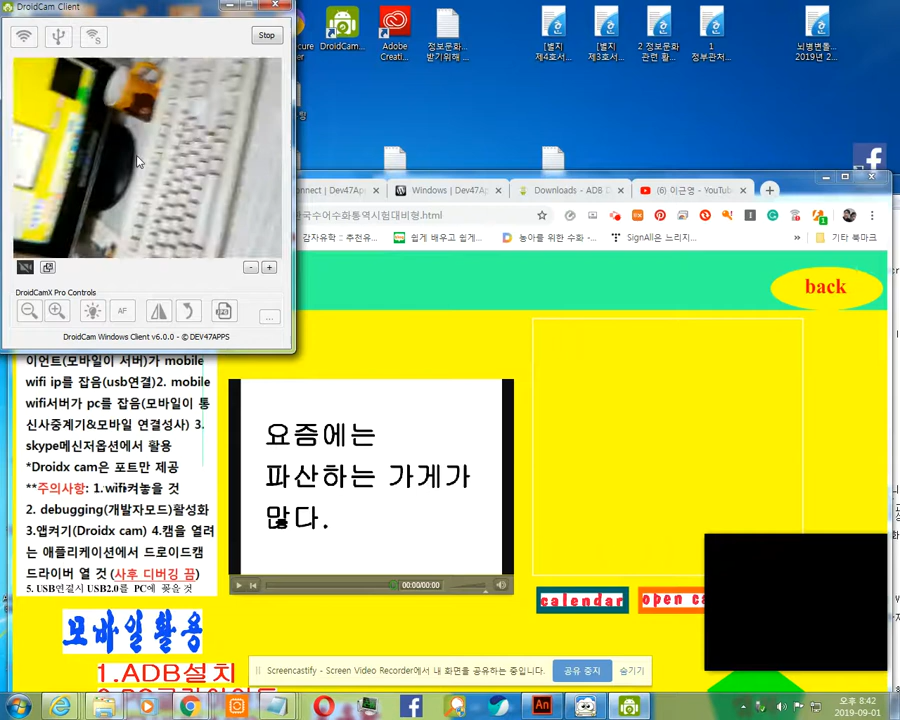 DroidCam Client
Stop
DroidCamX Pro Controls
AF
DroidCam Windows Client v6.0.0 - © DEV47APPS
DroidCam...
Adobe
Creati...
정보문화...
받기위해...
[별지
제4호서...
[별지
제3호서...
2 정보문화
관련 활...
1
정부관처...
2019년 2...
onnect | Dev47Ap
Windows | Dev47Ap
Downloads - ADB D
(6) 이근영 - YouTube
한국수어수화통역시험대비형.html
감자유학 :: 추천유...
쉽게 배우고 쉽게...
농아를 위한 수화 -...
SignAll은 느리지...
»
기타 북마크
back
이언트(모바일이 서버)가 mobile
wifi ip를 잡음(usb연결)2. mobile
wifi서버가 pc를 잡음(모바일이 통
신사중계기&모바일 연결성사) 3.
skype메신저옵션에서 활용
*Droidx cam은 포트만 제공
**주의사항: 1.wifi켜놓을 것
2. debugging(개발자모드)활성화
3.앱켜기(Droidx cam) 4.캠을 열려
는 애플리케이션에서 드로이드캠
드라이버 열 것 (사후 디버깅 끔)
5. USB연결시 USB2.0를 PC에 꽂을 것
모바일활용
1.ADB설치
요즘에는
파산하는 가게가
많다.
00:00/00:00
calendar
open ca
Screencastify - Screen Video Recorder에서 내 화면을 공유하는 중입니다.
공유 중지
숨기기
오후 8:42
2019-09-01